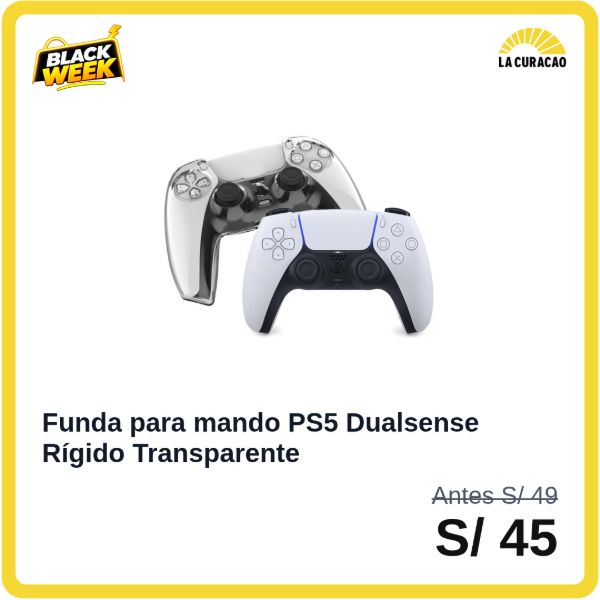 BLACK
WEEK
LA CURACAO
Funda para mando PS5 Dualsense
Rígido Transparente
Antes S/ 49
S/ 45